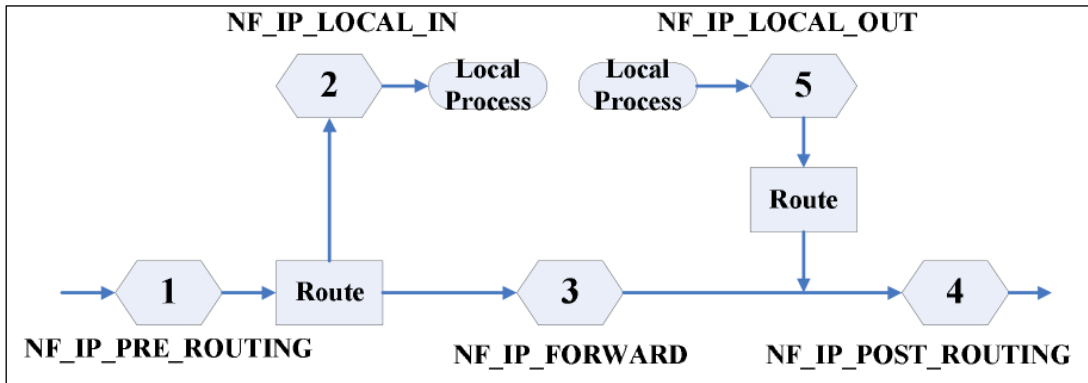 NF_IP_LOCAL_IN
NF_IP_LOCAL_OUT
2
Local
Process
Local
Process
5
Route
1
Route
3
4
NF_IP_PRE_ROUTING
NF_IP_FORWARD
NF_IP_POST_ROUTING